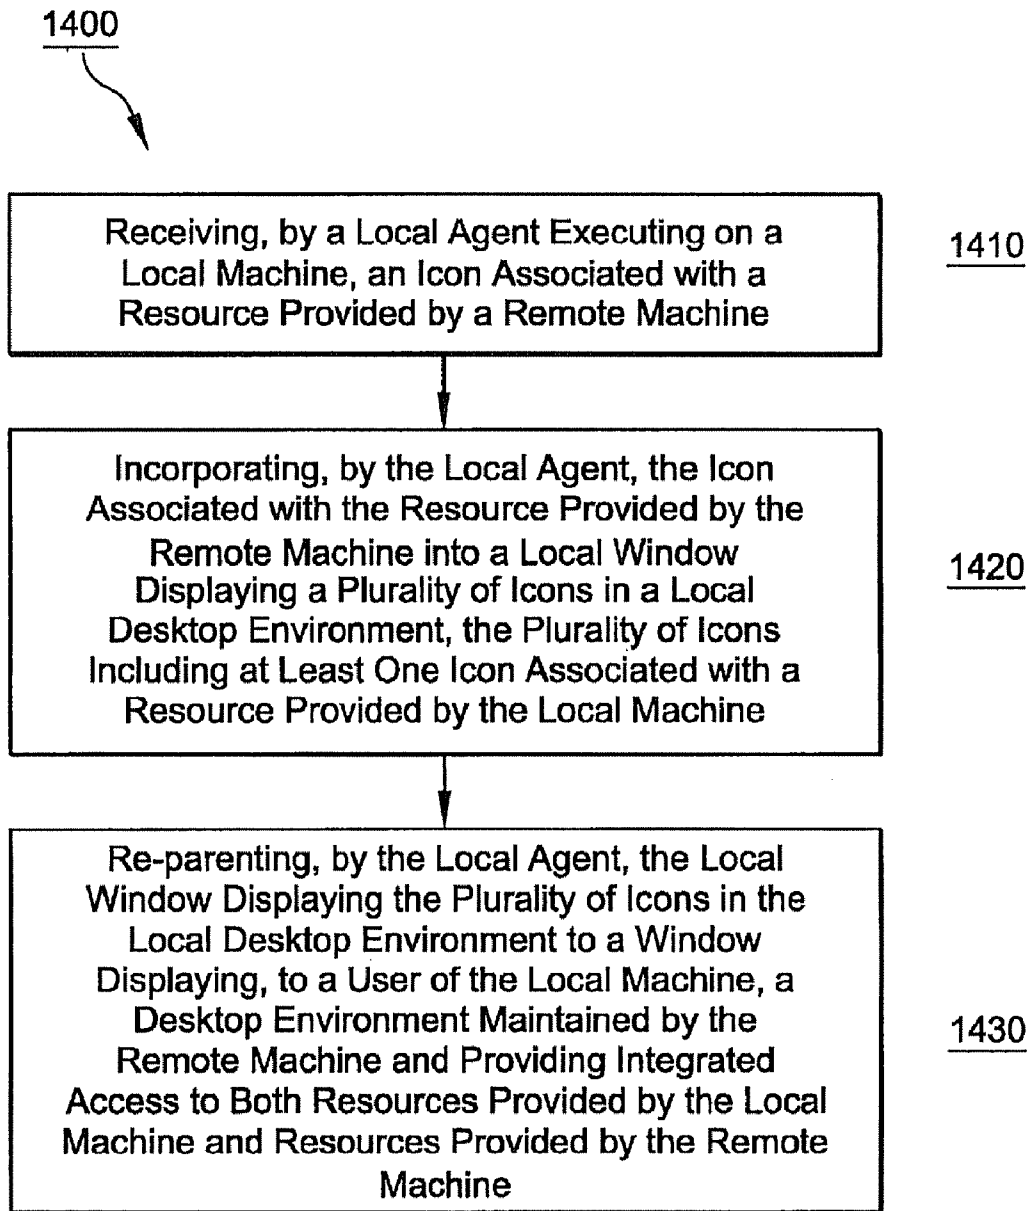 1400
Receiving, by a Local Agent Executing on a
Local Machine, an Icon Associated with a
Resource Provided by a Remote Machine
1410
Incorporating, by the Local Agent, the Icon
Associated with the Resource Provided by the
Remote Machine into a Local Window
Displaying a Plurality of Icons in a Local
Desktop Environment, the Plurality of Icons
Including at Least One Icon Associated with a
Resource Provided by the Local Machine
1420
Re-parenting, by the Local Agent, the Local
Window Displaying the Plurality of Icons in the
Local Desktop Environment to a Window
Displaying, to a User of the Local Machine, a
Desktop Environment Maintained by the
Remote Machine and Providing Integrated
Access to Both Resources Provided by the Local
Machine and Resources Provided by the Remote
Machine
1430